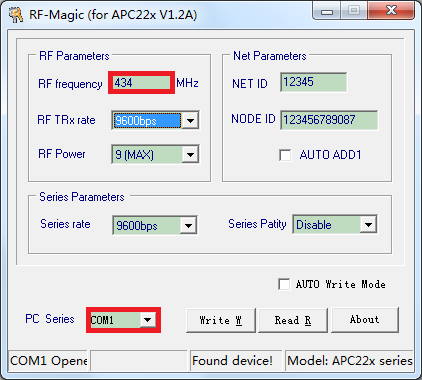 RF-Magic (for APC22x V1.2A)
RF Parameters
RF frequency 434 MHz
RF TRx rate 9600bps
RF Power 9 (MAX)
Net Parameters
NET ID 12345
NODE ID 123456789087
AUTO ADD1
Series Parameters
Series rate 9600bps Series Patity Disable
AUTO Write Mode
PC Series COM1 Write W Read R About
COM1 Opene Found device! Model: APC22x series